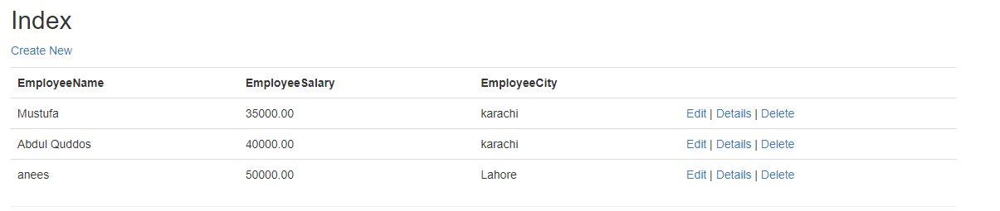 Index
Create New
EmployeeName EmployeeSalary EmployeeCity
Mustufa 35000.00 karachi Edit | Details | Delete
Abdul Quddos 40000.00 karachi Edit | Details | Delete
anees 50000.00 Lahore Edit | Details | Delete